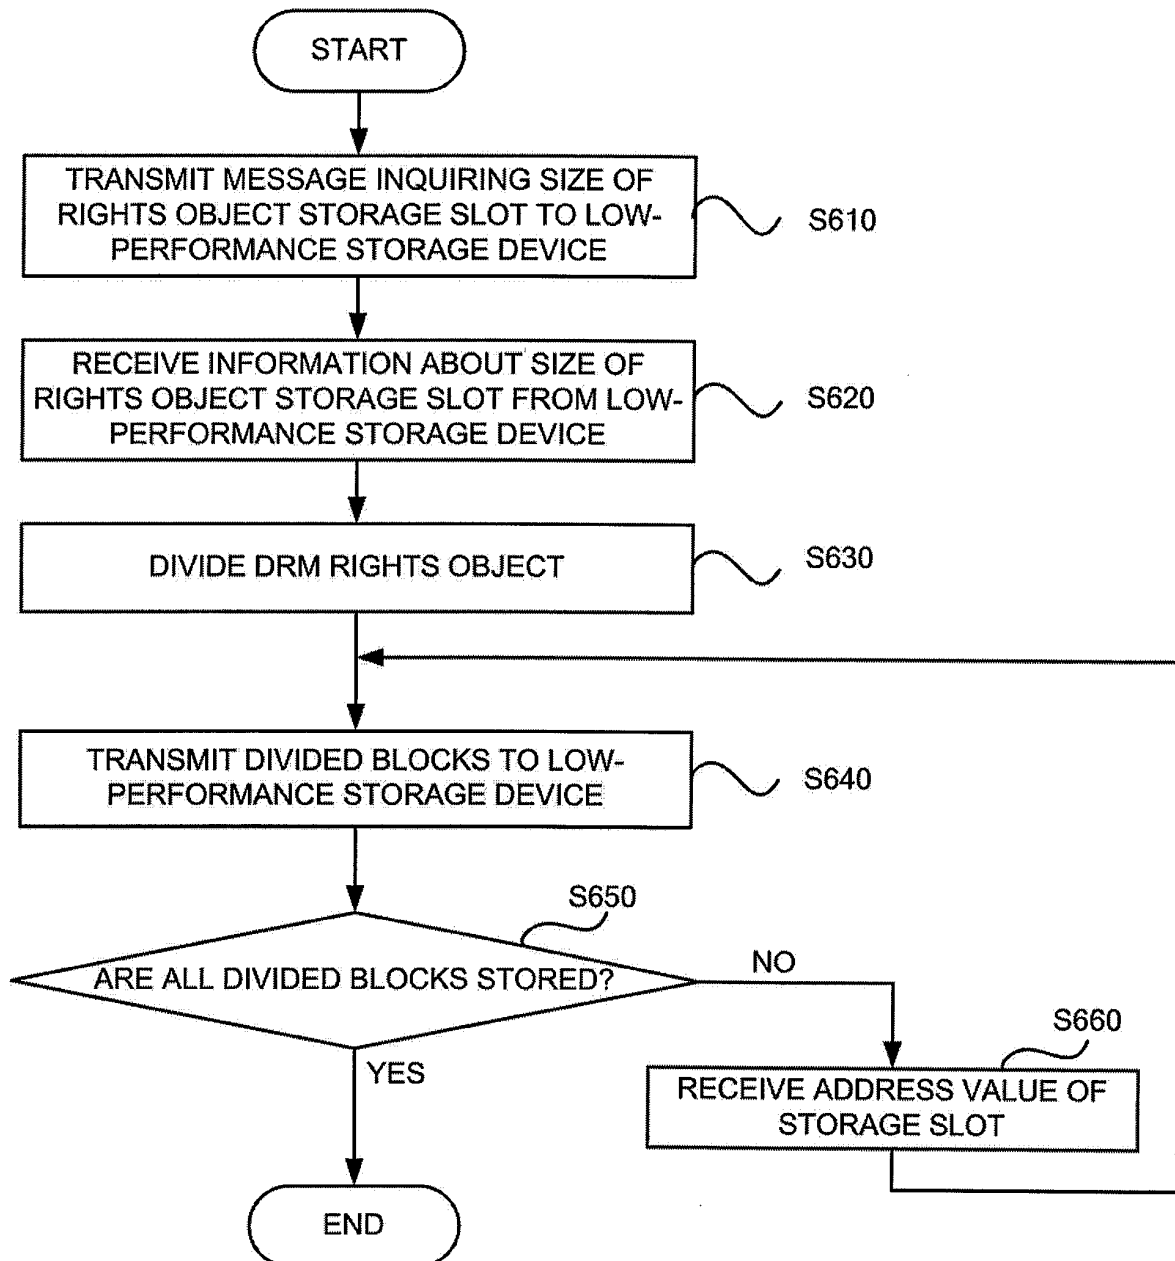 START
TRANSMIT MESSAGE INQUIRING SIZE OF
RIGHTS OBJECT STORAGE SLOT TO LOW-
PERFORMANCE STORAGE DEVICE
S610
RECEIVE INFORMATION ABOUT SIZE OF
RIGHTS OBJECT STORAGE SLOT FROM LOW-
PERFORMANCE STORAGE DEVICE
S620
DIVIDE DRM RIGHTS OBJECT
S630
TRANSMIT DIVIDED BLOCKS TO LOW-
PERFORMANCE STORAGE DEVICE
S640
S650
ARE ALL DIVIDED BLOCKS STORED?
NO
YES
S660
RECEIVE ADDRESS VALUE OF
STORAGE SLOT
END